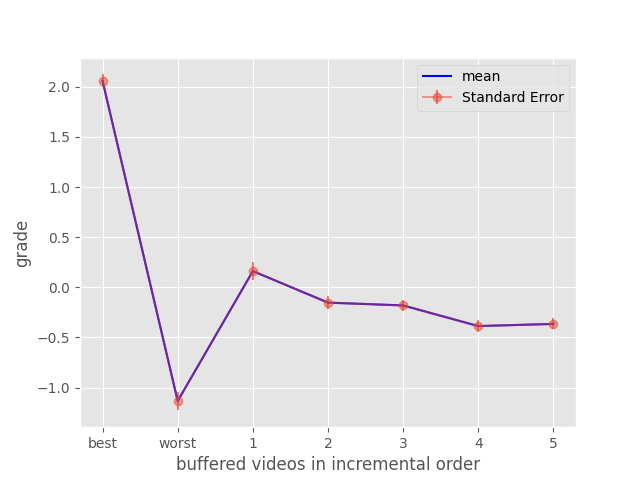 mean
Standard Error
2.0
1.5
1.0
0.5
0.0
−0.5
−1.0
grade
best worst 1 2 3 4 5
buffered videos in incremental order